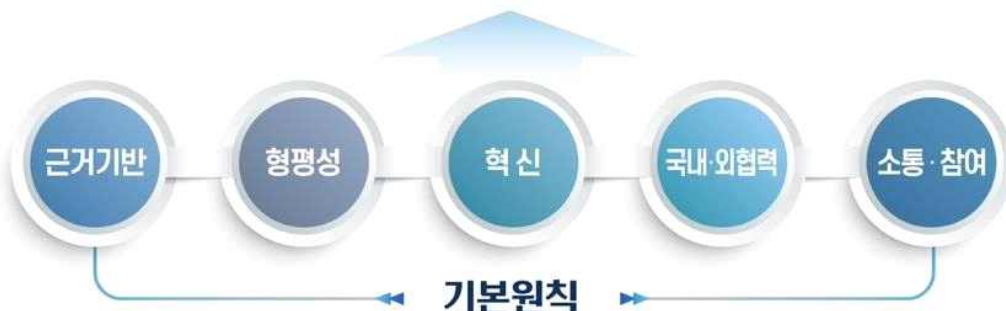 근거기반
형평성
혁신
국내·외협력
소통·참여
기본원칙